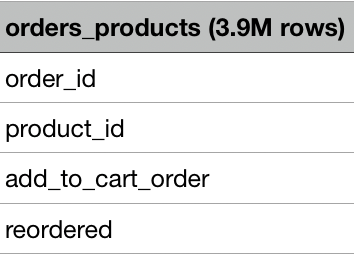 orders_products (3.9M rows)
order_id
product_id
add_to_cart_order
reordered